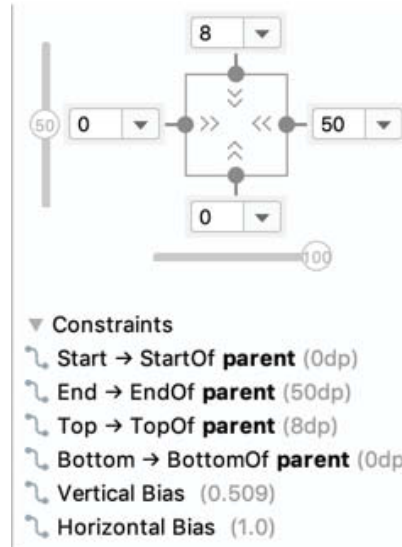 8
50
0
50
0
100
Constraints
Start → StartOf parent (0dp)
End → EndOf parent (50dp)
Top → TopOf parent (8dp)
Bottom → BottomOf parent (0dp
Vertical Bias (0.509)
Horizontal Bias (1.0)